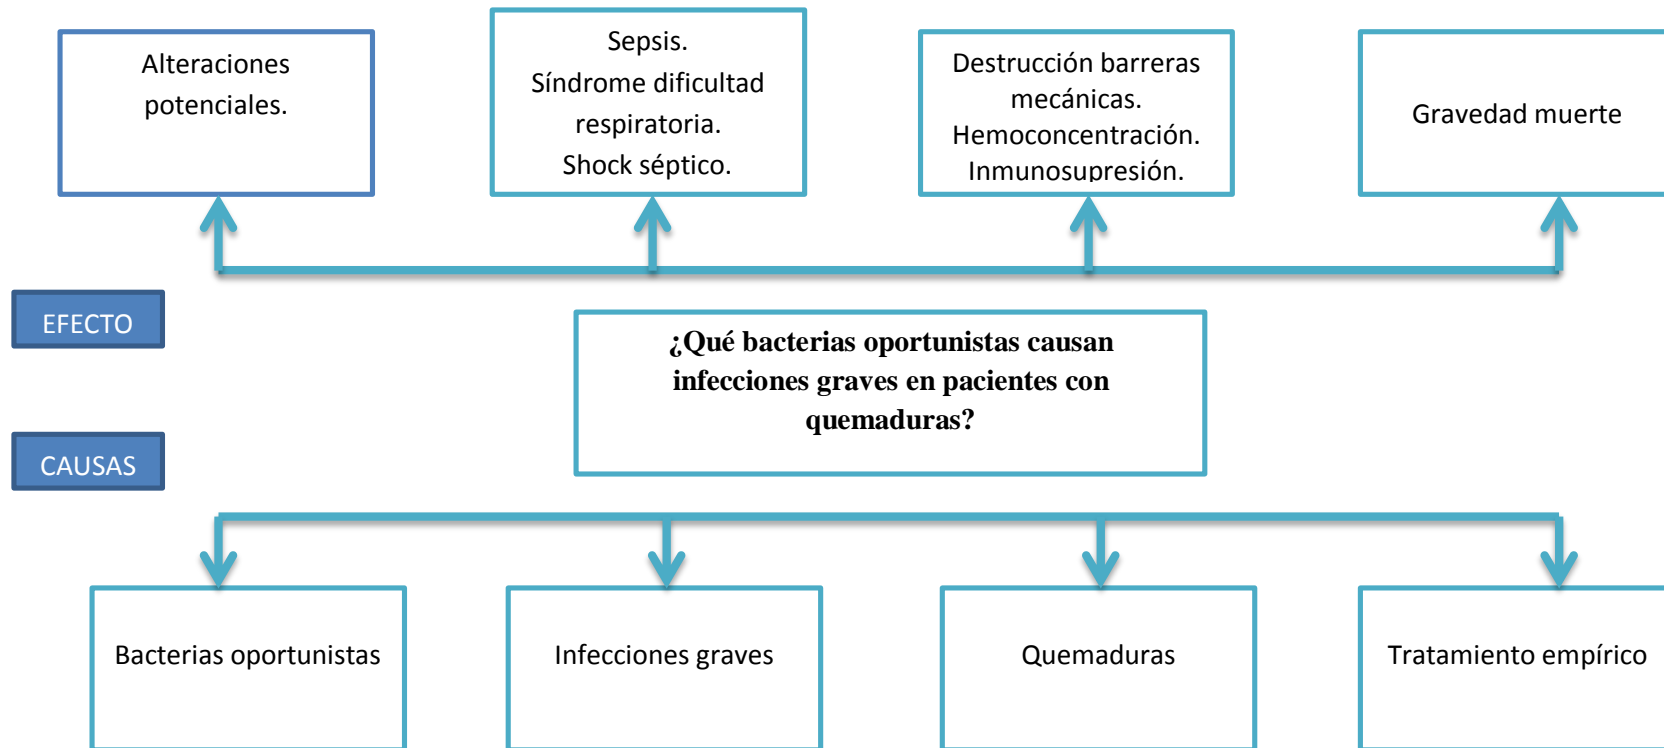 Alteraciones
potenciales.
Sepsis.
Síndrome dificultad
respiratoria.
Shock séptico.
Destrucción barreras
mecánicas.
Hemoconcentración.
Inmunosupresión.
Gravedad muerte
EFECTO
¿Qué bacterias oportunistas causan
infecciones graves en pacientes con
quemaduras?
CAUSAS
Bacterias oportunistas
Infecciones graves
Quemaduras
Tratamiento empírico